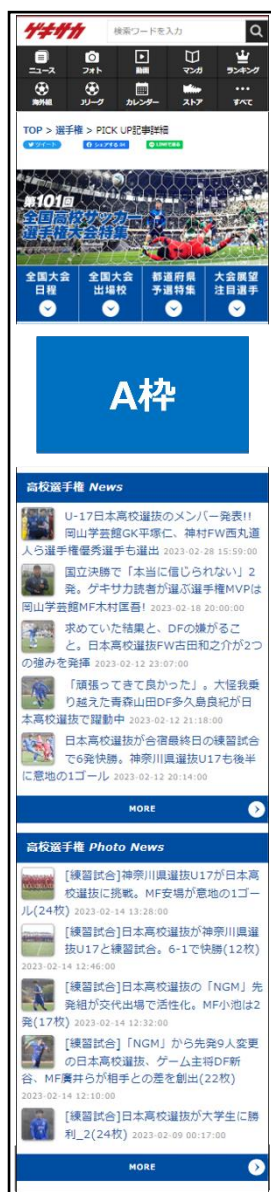 ゲキサカ
検索ワードを入力
ニュース フォト 動画 マンガ ランキング
海外組 Jリーグ カレンダー ストア すべて
TOP > 選手権 > PICK UP記事詳細
ツイート
シェアする
LINEで送る
第101回
全国高校サッカー
選手権大会特集
全国大会
日程
全国大会
出場校
都道府県
予選特集
大会展望
注目選手
A枠
高校選手権 News
U-17日本高校選抜のメンバー発表!!
岡山学芸館GK平塚仁、神村FW西丸道
人ら選手権優秀選手も選出 2023-02-28 15:59:00
国立決勝で「本当に信じられない」2
発。ゲキサカ読者が選ぶ選手権MVPは
岡山学芸館MF木村匡吾! 2023-02-18 20:00:00
求めていた結果と、DFの嫌がるこ
と。日本高校選抜FW古田和之介が2つ
の強みを発揮 2023-02-12 23:07:00
「頑張ってきて良かった」。大怪我乗
り越えた青森山田DF多久島良紀が日
本高校選抜で躍動中 2023-02-12 21:18:00
日本高校選抜が合宿最終日の練習試合
で6発快勝。神奈川県選抜U17も後半
に意地の1ゴール 2023-02-12 20:14:00
MORE
高校選手権 Photo News
[練習試合]神奈川県選抜U17が日本高
校選抜に挑戦。MF安場が意地の1ゴー
ル(24枚) 2023-02-14 13:28:00
[練習試合]日本高校選抜が神奈川県選
抜U17と練習試合。6-1で快勝(12枚)
2023-02-14 12:46:00
[練習試合]日本高校選抜の「NGM」先
発組が交代出場で活性化。MF小池は2
発(17枚) 2023-02-14 12:32:00
[練習試合]「NGM」から先発9人変更
の日本高校選抜、ゲーム主将DF新
谷、MF廣井らが相手との差を創出(22枚)
2023-02-14 12:10:00
[練習試合]日本高校選抜が大学生に勝
利_2(24枚) 2023-02-09 00:17:00
MORE